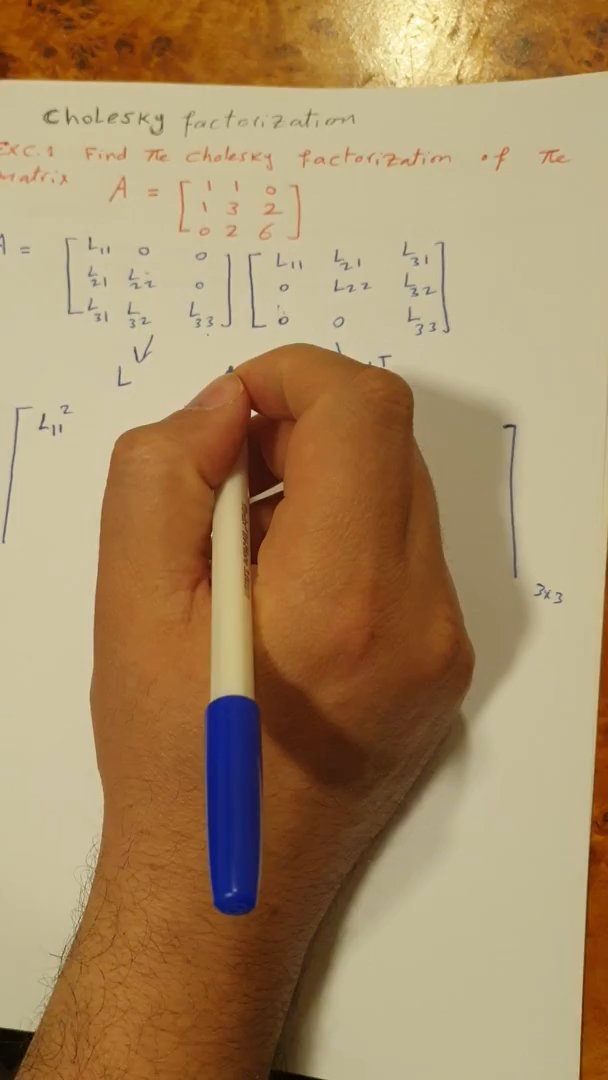 Cholesky factorization
Exc.1 Find the cholesky factorization of the
matrix A = [ 1 1 0
1 3 2
0 2 6 ]
A = [ L11 0 0 ] [ L11 L21 L31 ]
L21 L22 0 0 L22 L32
L31 L32 L33 0 0 L33
L T
L11²
3x3